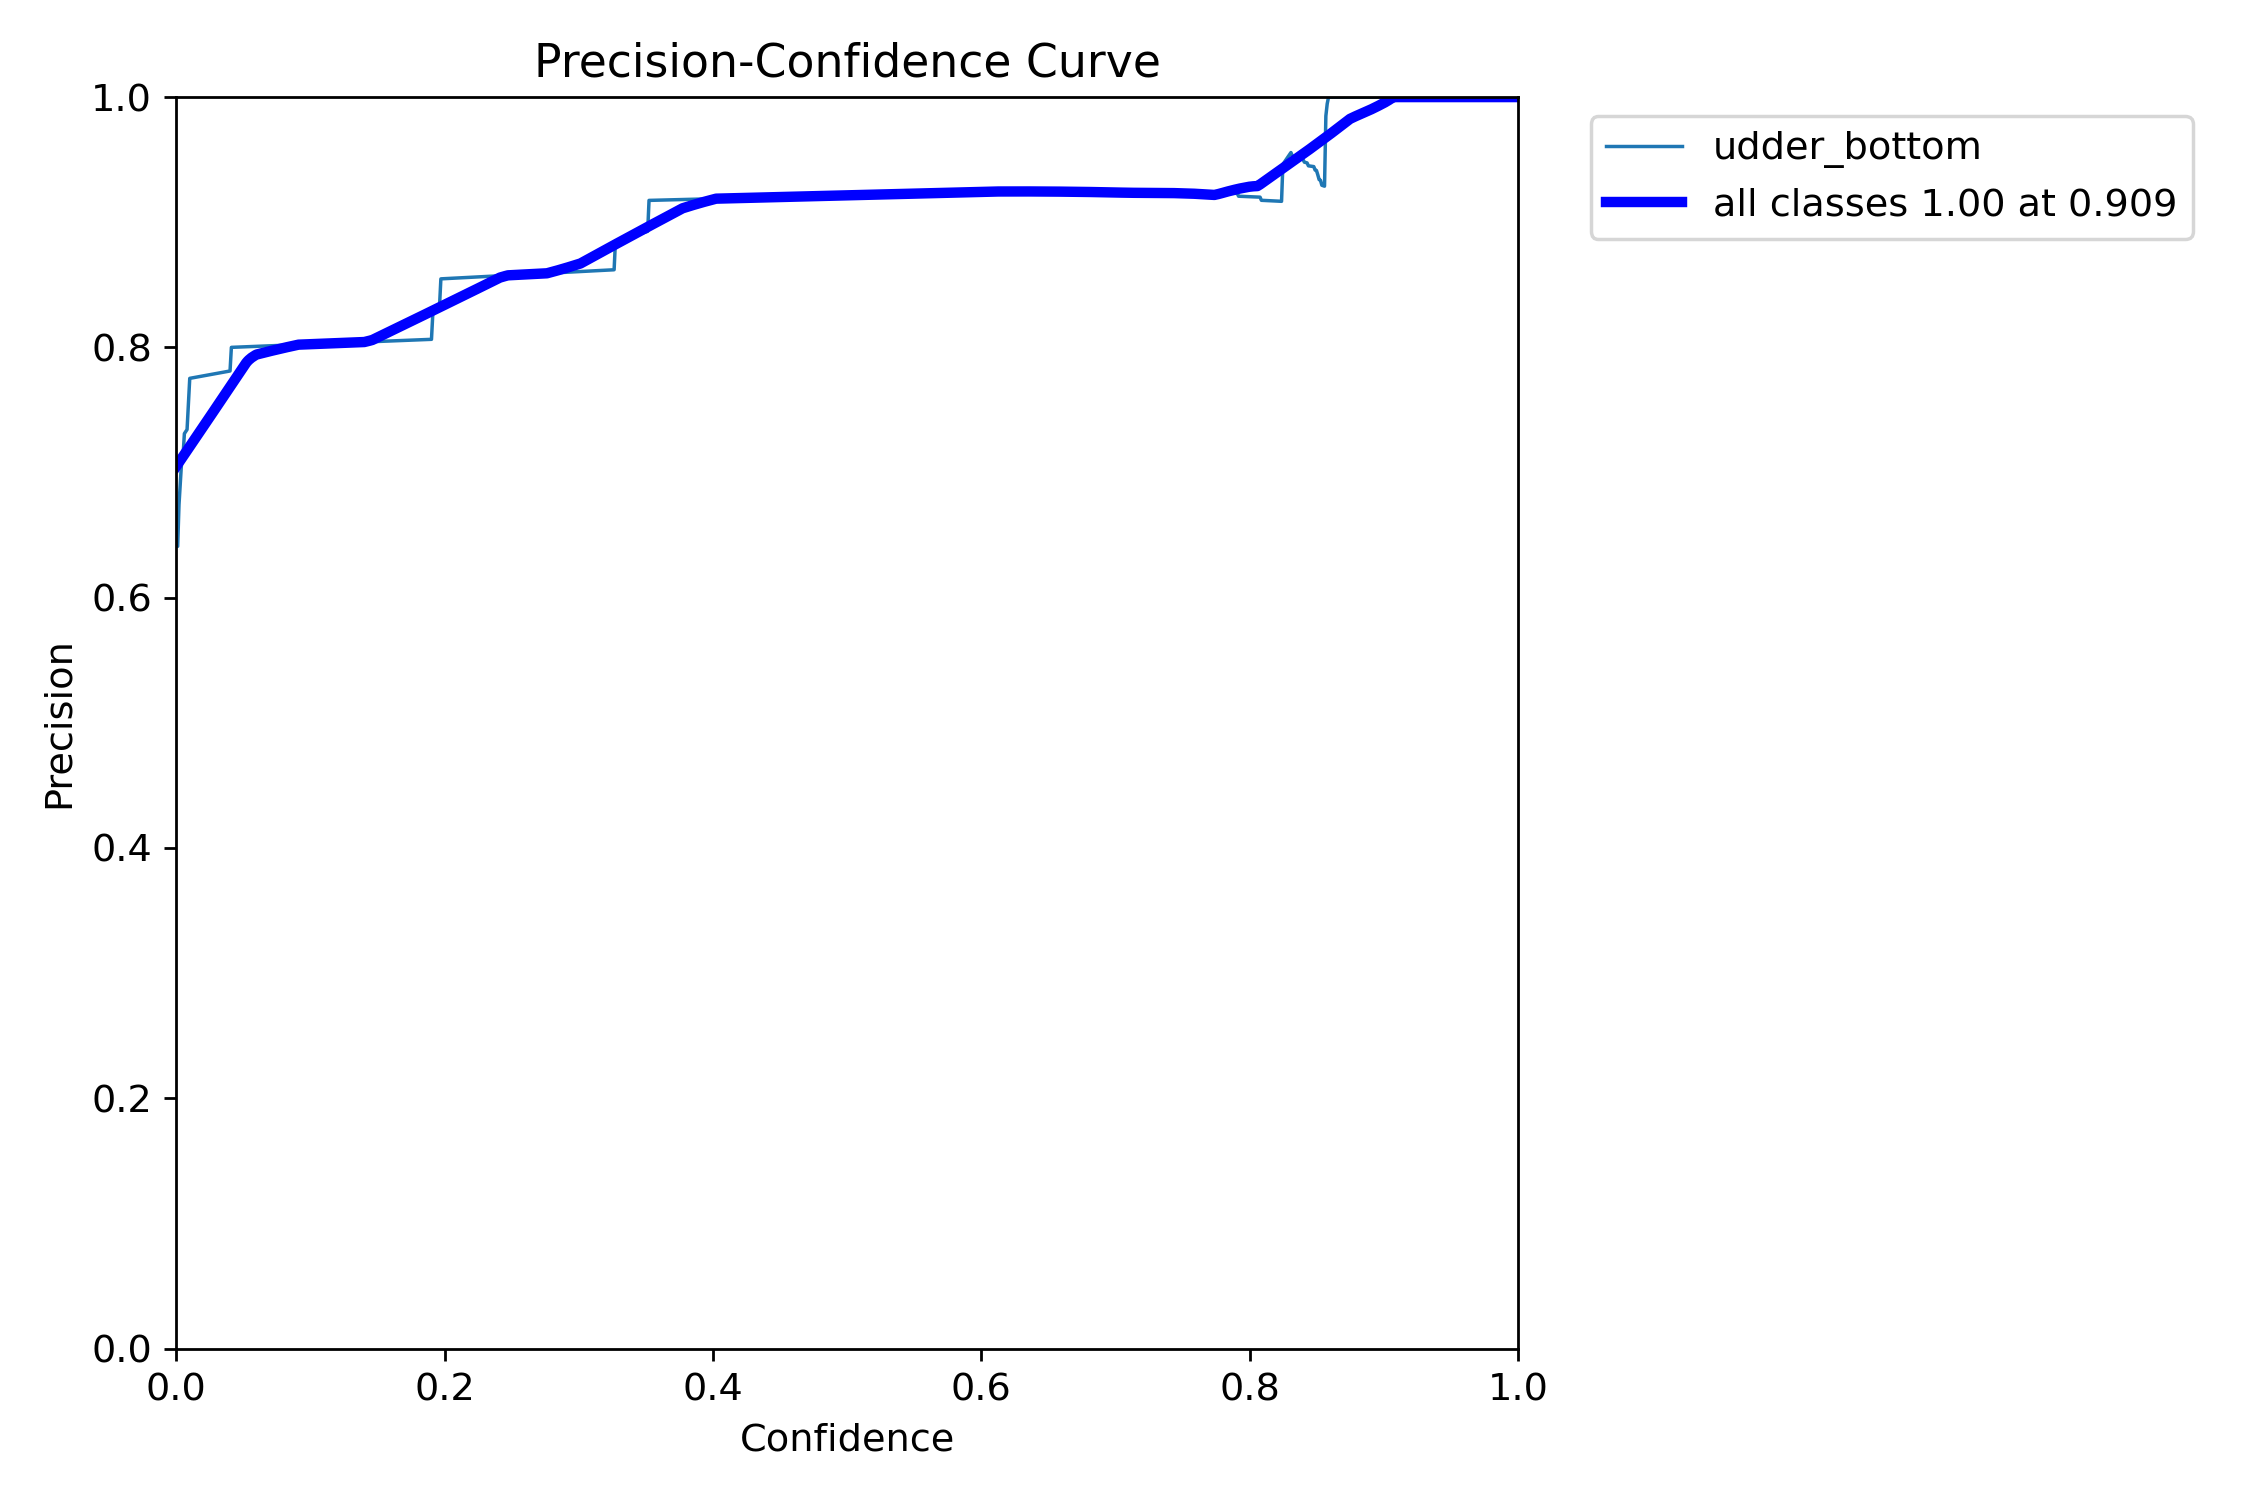 Precision-Confidence Curve
1.0
0.8
0.6
0.4
0.2
0.0
Precision
0.0 0.2 0.4 0.6 0.8 1.0
Confidence
udder_bottom
all classes 1.00 at 0.909